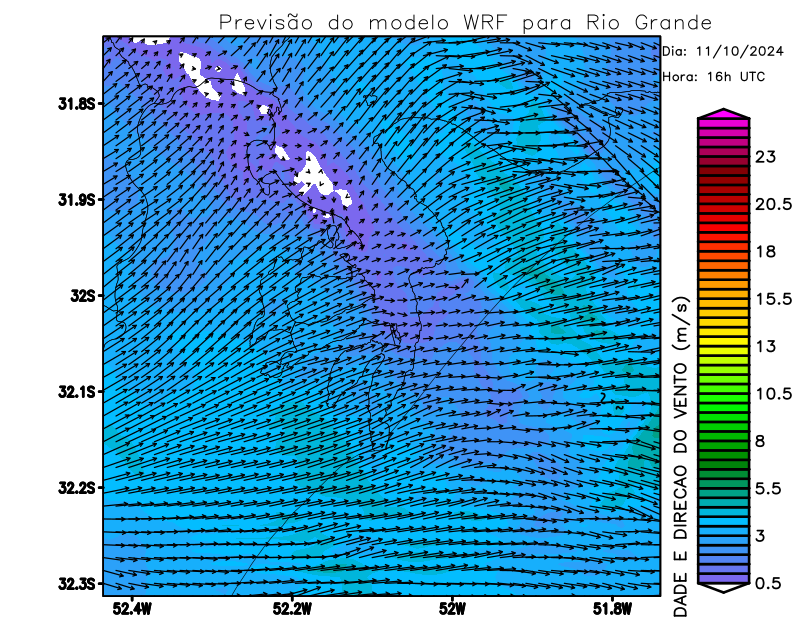 Previsão do modelo WRF para Rio Grande
Dia: 11/10/2024
Hora: 16h UTC
31.8S
31.9S
32S
32.1S
32.2S
32.3S
52.4W
52.2W
52W
51.8W
23
20.5
18
15.5
13
10.5
8
5.5
3
0.5
DADE E DIRECAO DO VENTO (m/s)